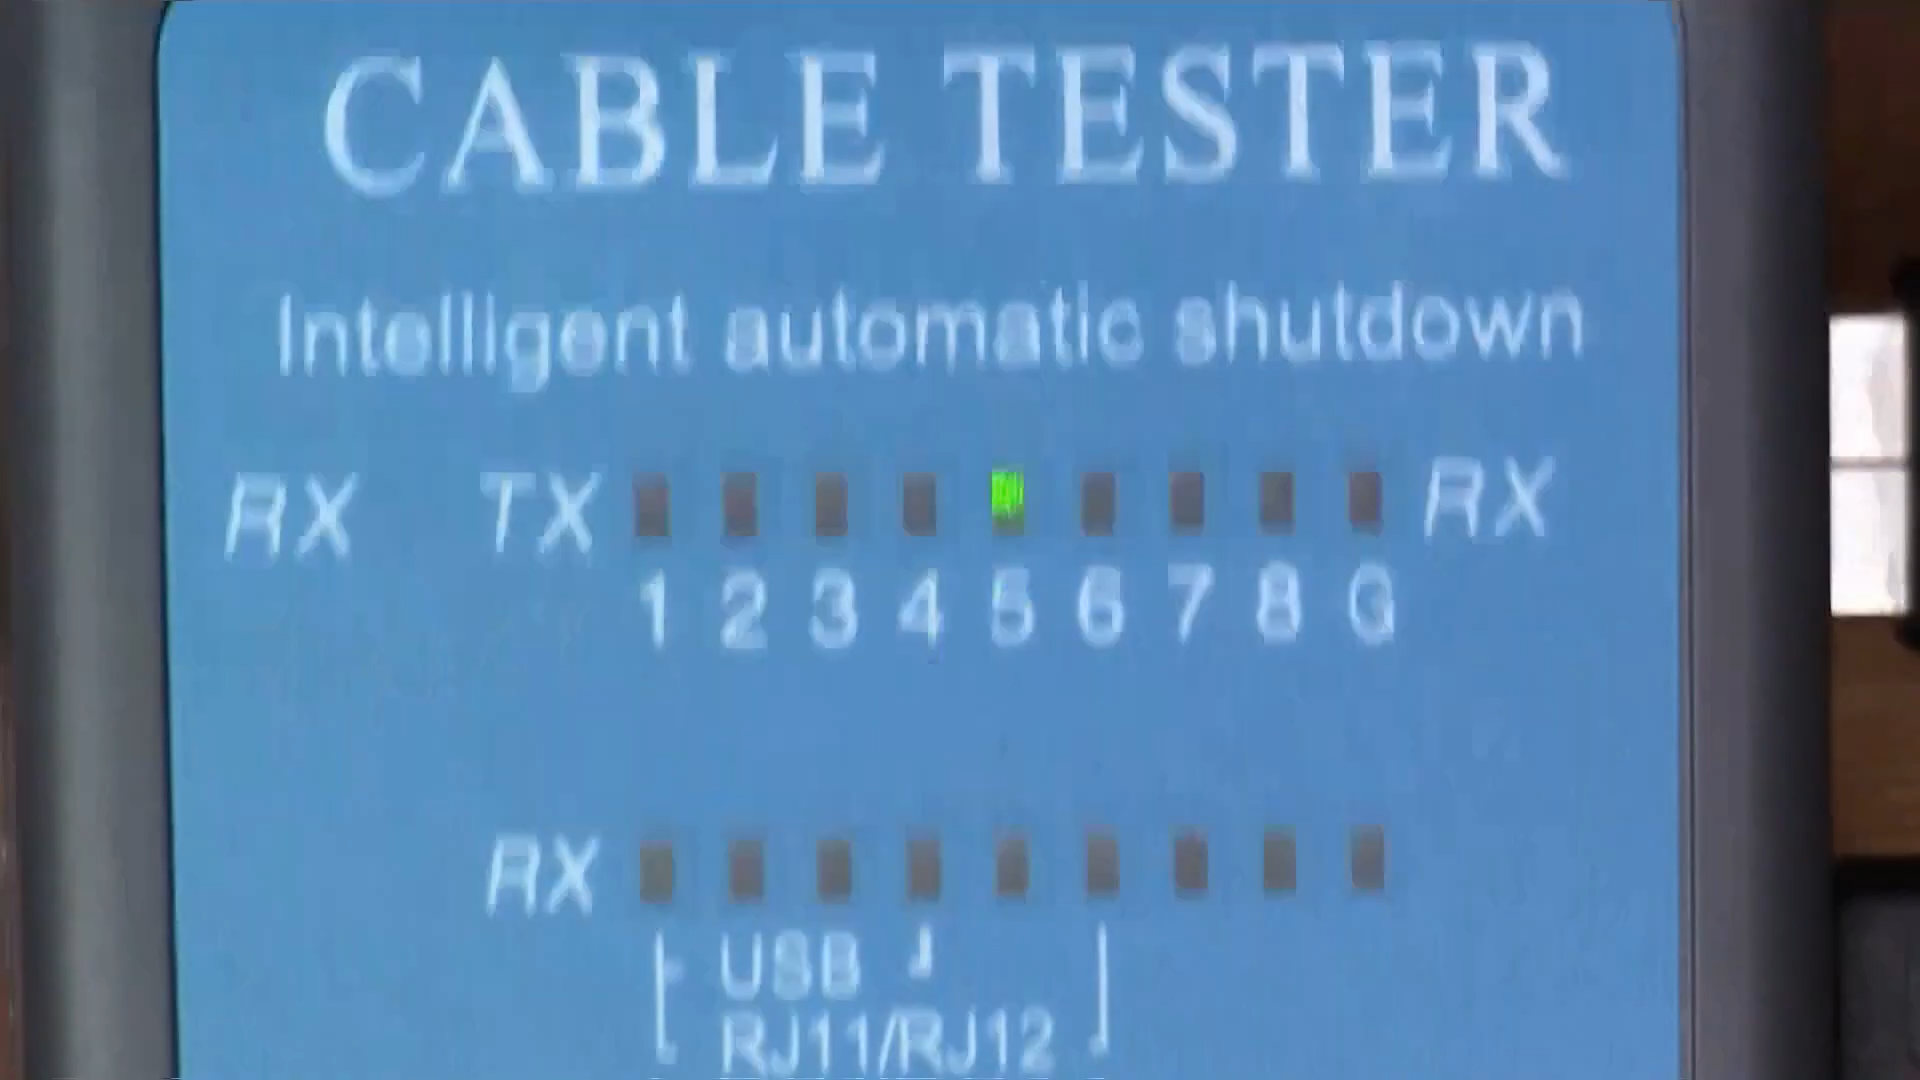 CABLE TESTER
Intelligent automatic shutdown
RX TX RX
1 2 3 4 5 6 7 8 G
RX
USB
RJ11/RJ12